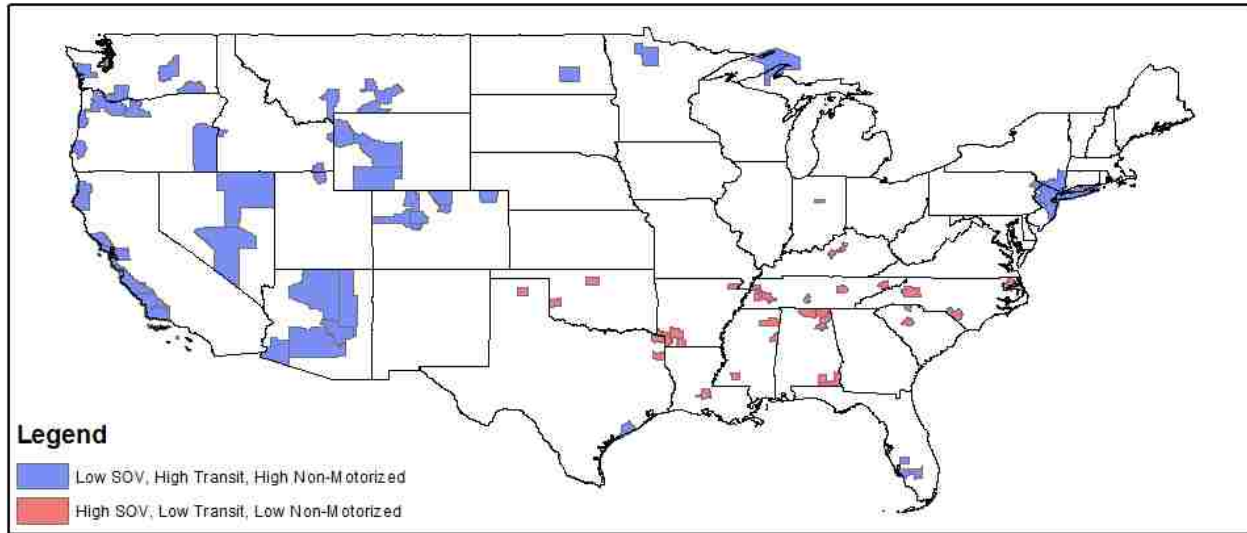 Legend
Low SOV, High Transit, High Non-Motorized
High SOV, Low Transit, Low Non-Motorized